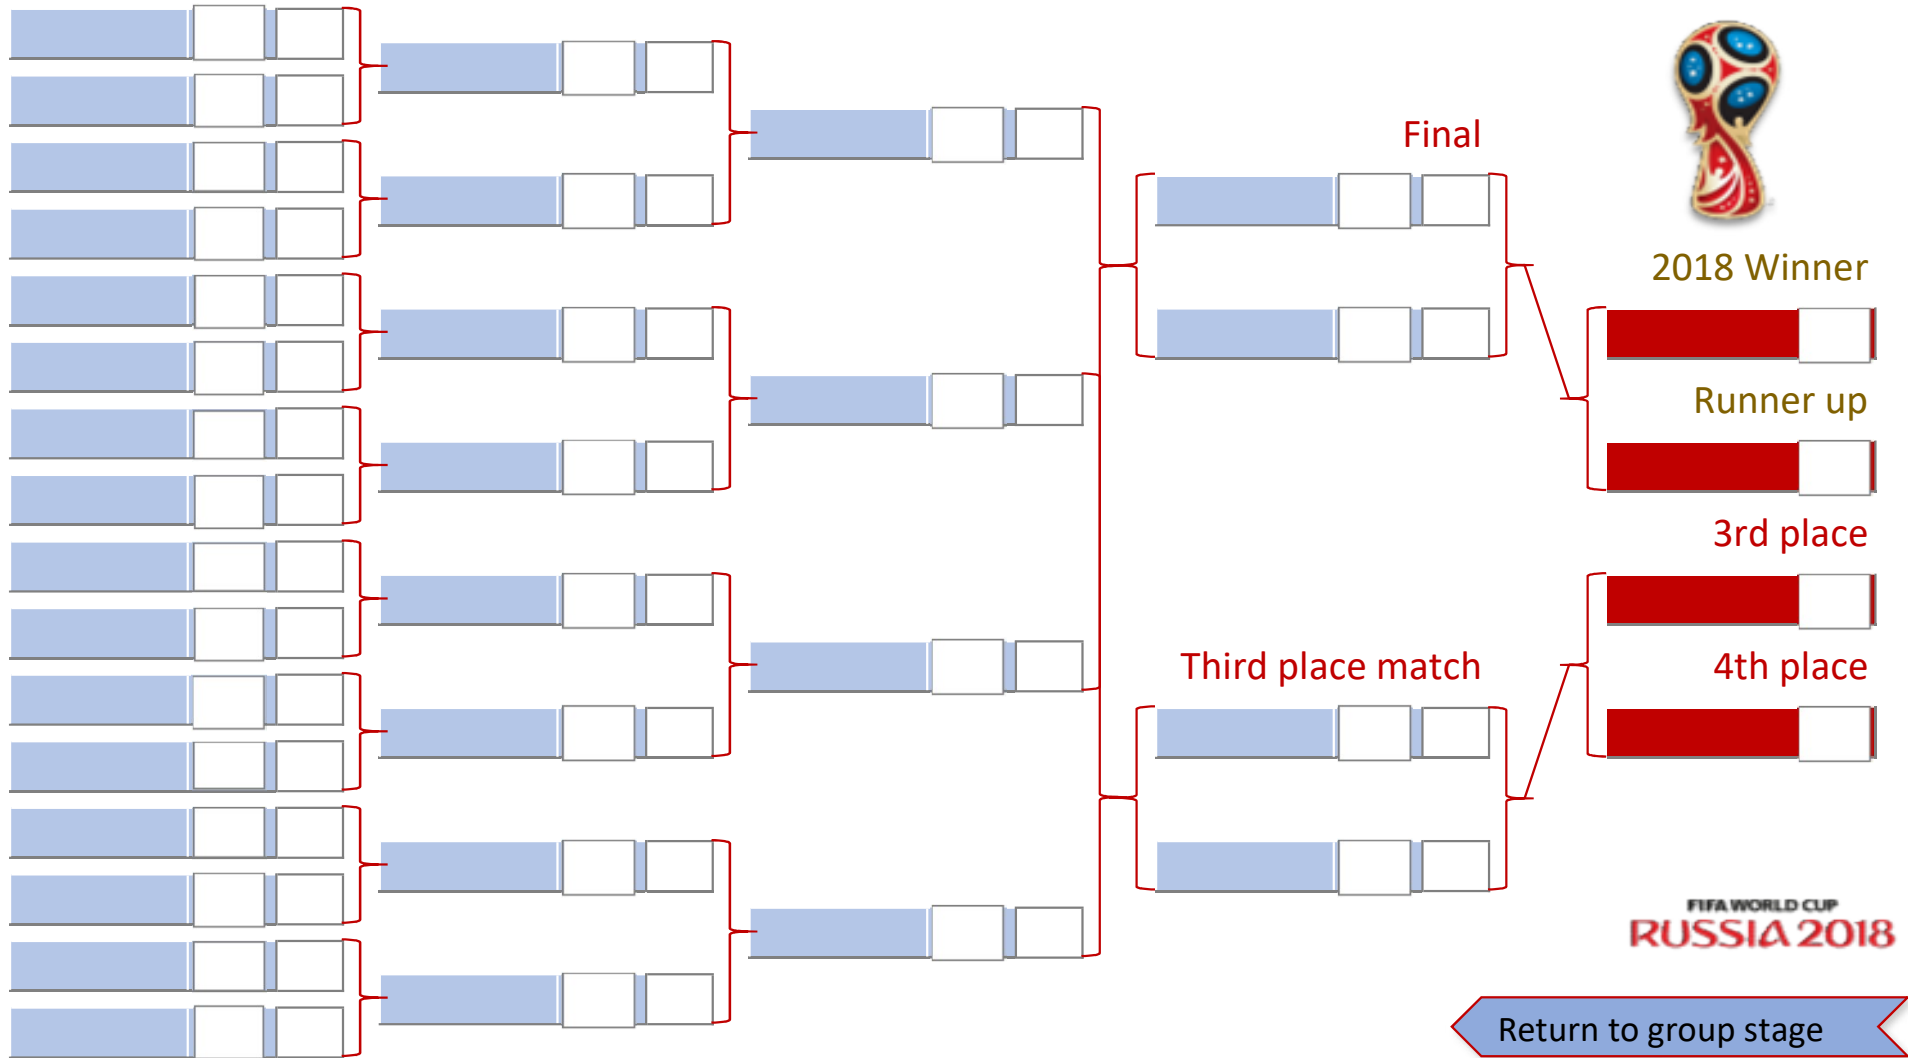 Final
2018 Winner
Runner up
3rd place
Third place match
4th place
FIFA WORLD CUP
RUSSIA 2018
Return to group stage